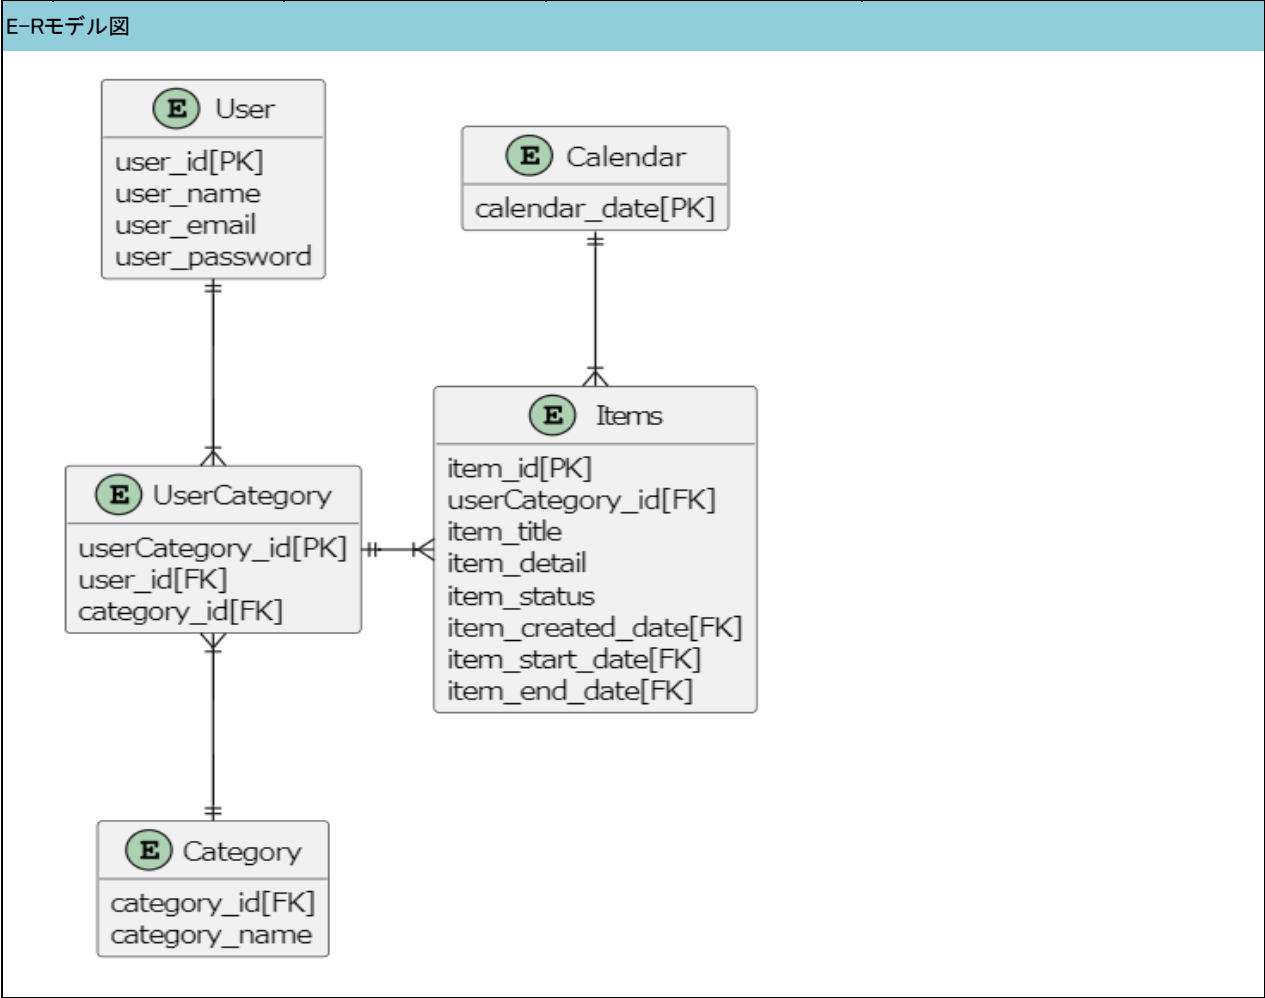 E-Rモデル図
E User
user_id[PK]
user_name
user_email
user_password
E Calendar
calendar_date[PK]
E Items
item_id[PK]
userCategory_id[FK]
item_title
item_detail
item_status
item_created_date[FK]
item_start_date[FK]
item_end_date[FK]
E UserCategory
userCategory_id[PK]
user_id[FK]
category_id[FK]
E Category
category_id[FK]
category_name